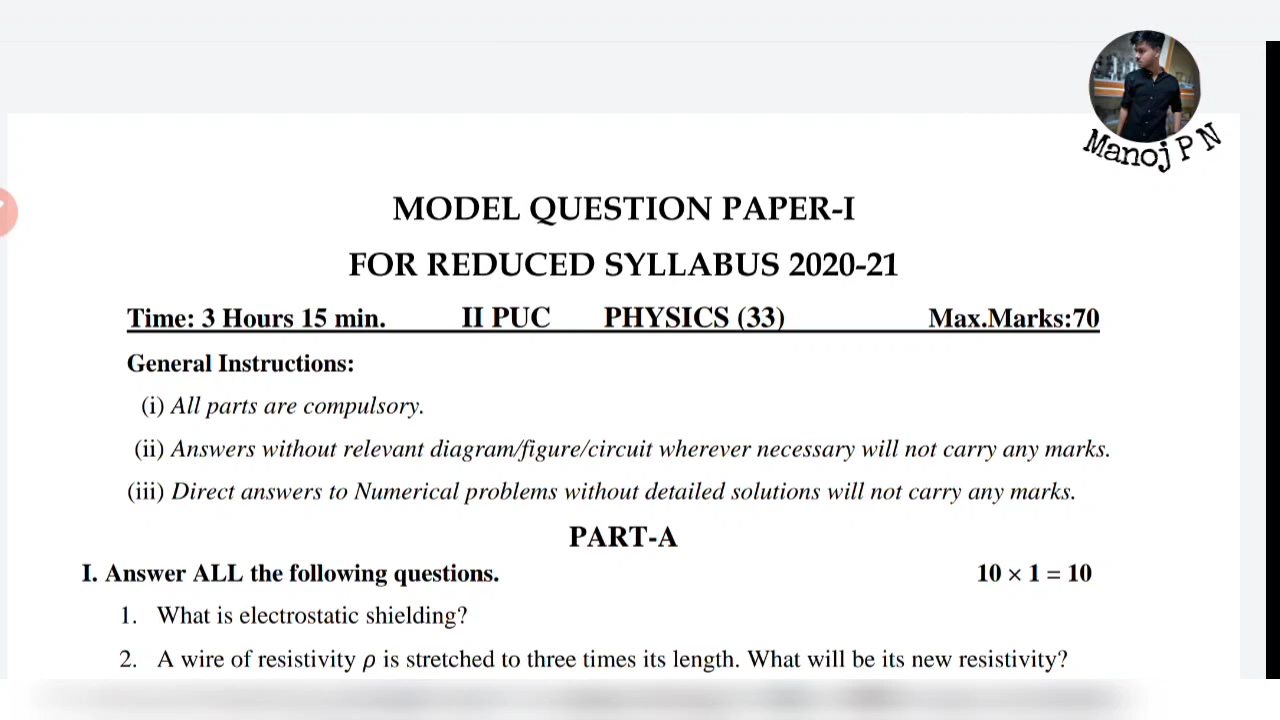 Manoj P N
MODEL QUESTION PAPER-I
FOR REDUCED SYLLABUS 2020-21
Time: 3 Hours 15 min. II PUC PHYSICS (33) Max.Marks:70
General Instructions:
(i) All parts are compulsory.
(ii) Answers without relevant diagram/figure/circuit wherever necessary will not carry any marks.
(iii) Direct answers to Numerical problems without detailed solutions will not carry any marks.
PART-A
I. Answer ALL the following questions. 10 × 1 = 10
1. What is electrostatic shielding?
2. A wire of resistivity ρ is stretched to three times its length. What will be its new resistivity?